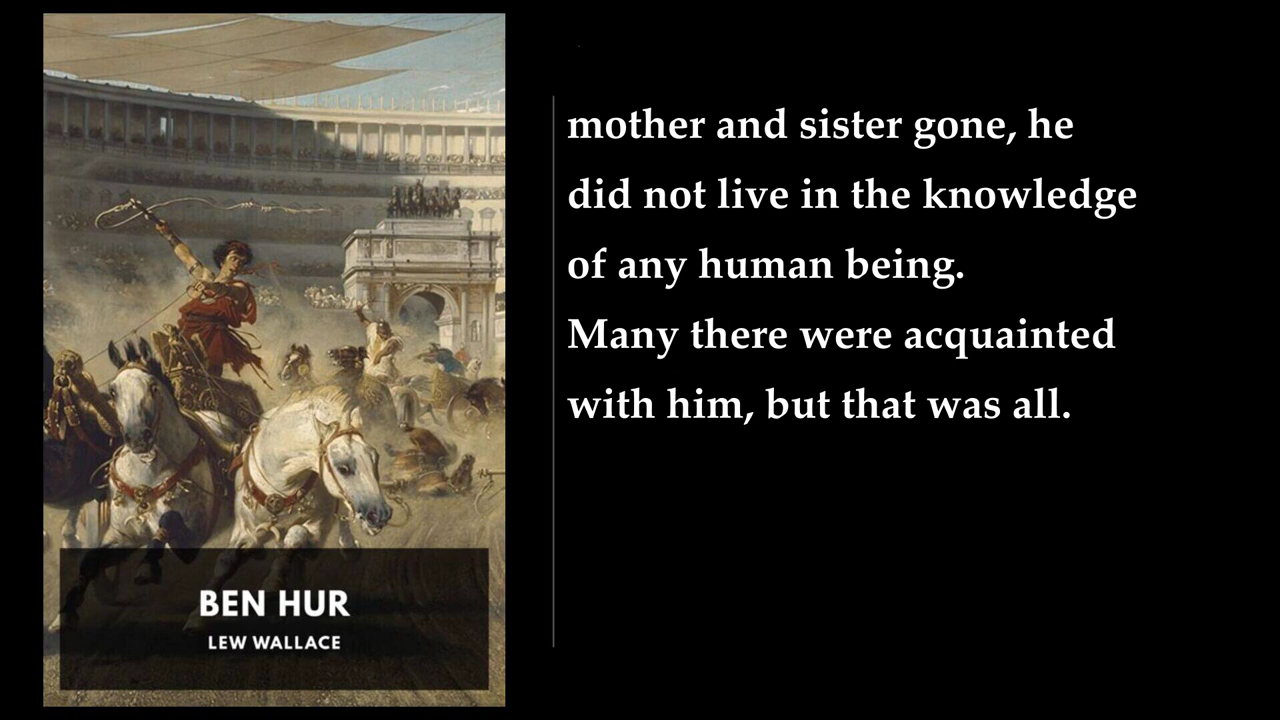 mother and sister gone, he
did not live in the knowledge
of any human being.
Many there were acquainted
with him, but that was all.
BEN HUR
LEW WALLACE